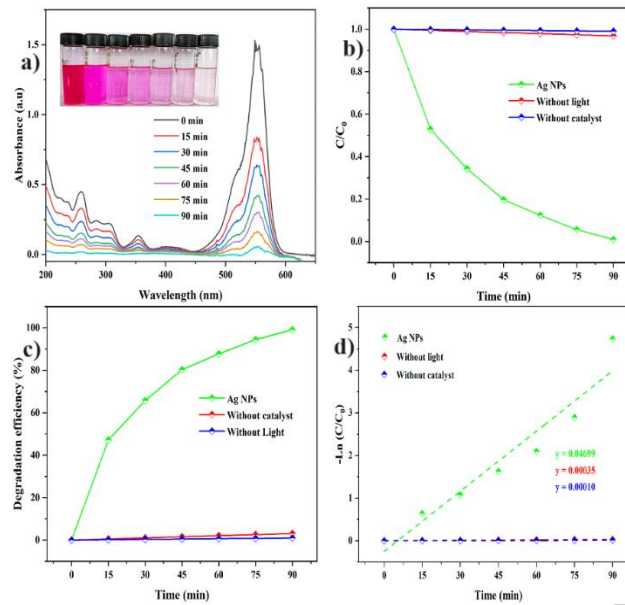 a)
1.5
1.0
0.5
0.0
Absorbance (a.u)
0 min
15 min
30 min
45 min
60 min
75 min
90 min
200 300 400 500 600
Wavelength (nm)
b)
1.0
0.8
0.6
0.4
0.2
0.0
C/C0
Ag NPs
Without light
Without catalyst
0 15 30 45 60 75 90
Time (min)
c)
100
80
60
40
20
0
Degradation efficiency (%)
Ag NPs
Without catalyst
Without Light
0 15 30 45 60 75 90
Time (min)
d)
5
4
3
2
1
0
-Ln (C/C0)
Ag NPs
Without light
Without catalyst
y = 0.04699
y = 0.00035
y = 0.00010
0 15 30 45 60 75 90
Time (min)